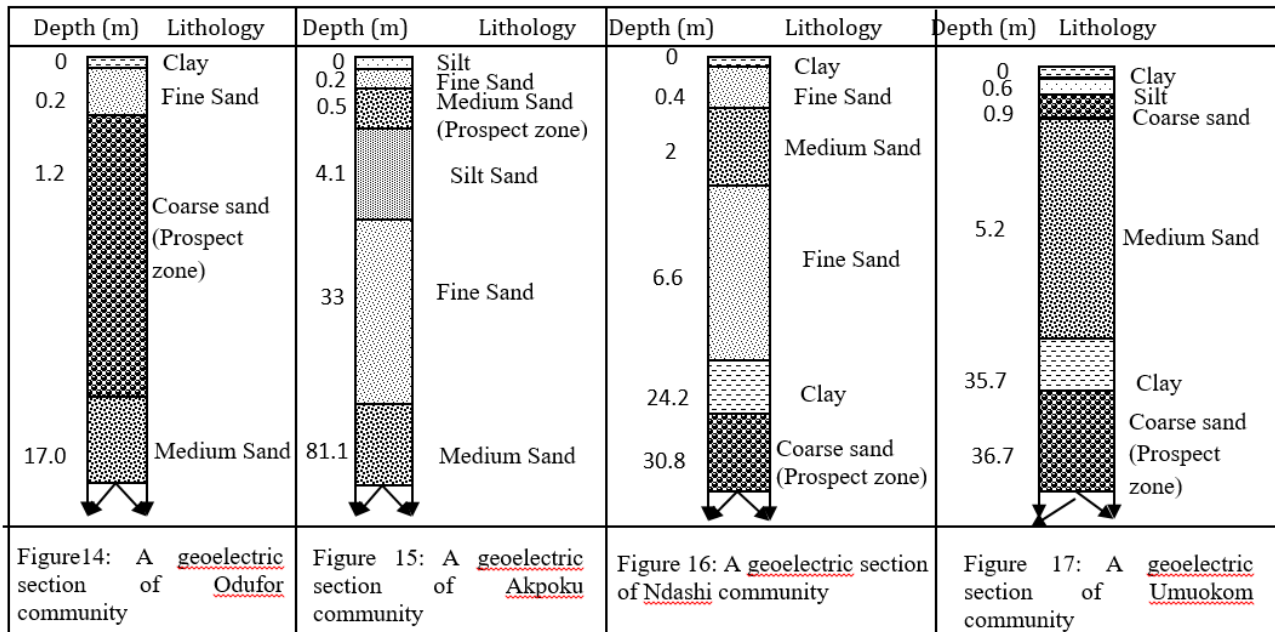 Depth (m) Lithology
0 Clay
0.2 Fine Sand
1.2
Coarse sand
(Prospect
zone)
17.0 Medium Sand
Figure14: A geoelectric
section of Odufor
community
Depth (m) Lithology
0 Silt
0.2 Fine Sand
0.5 Medium Sand
(Prospect zone)
4.1 Silt Sand
33 Fine Sand
81.1 Medium Sand
Figure 15: A geoelectric
section of Akpoku
community
Depth (m) Lithology
0 Clay
0.4 Fine Sand
2 Medium Sand
6.6 Fine Sand
24.2 Clay
30.8 Coarse sand
(Prospect zone)
Figure 16: A geoelectric section
of Ndashi community
Depth (m) Lithology
0 Clay
0.6 Silt
0.9 Coarse sand
5.2 Medium Sand
35.7 Clay
36.7 Coarse sand
(Prospect
zone)
Figure 17: A geoelectric
section of Umuokom
community